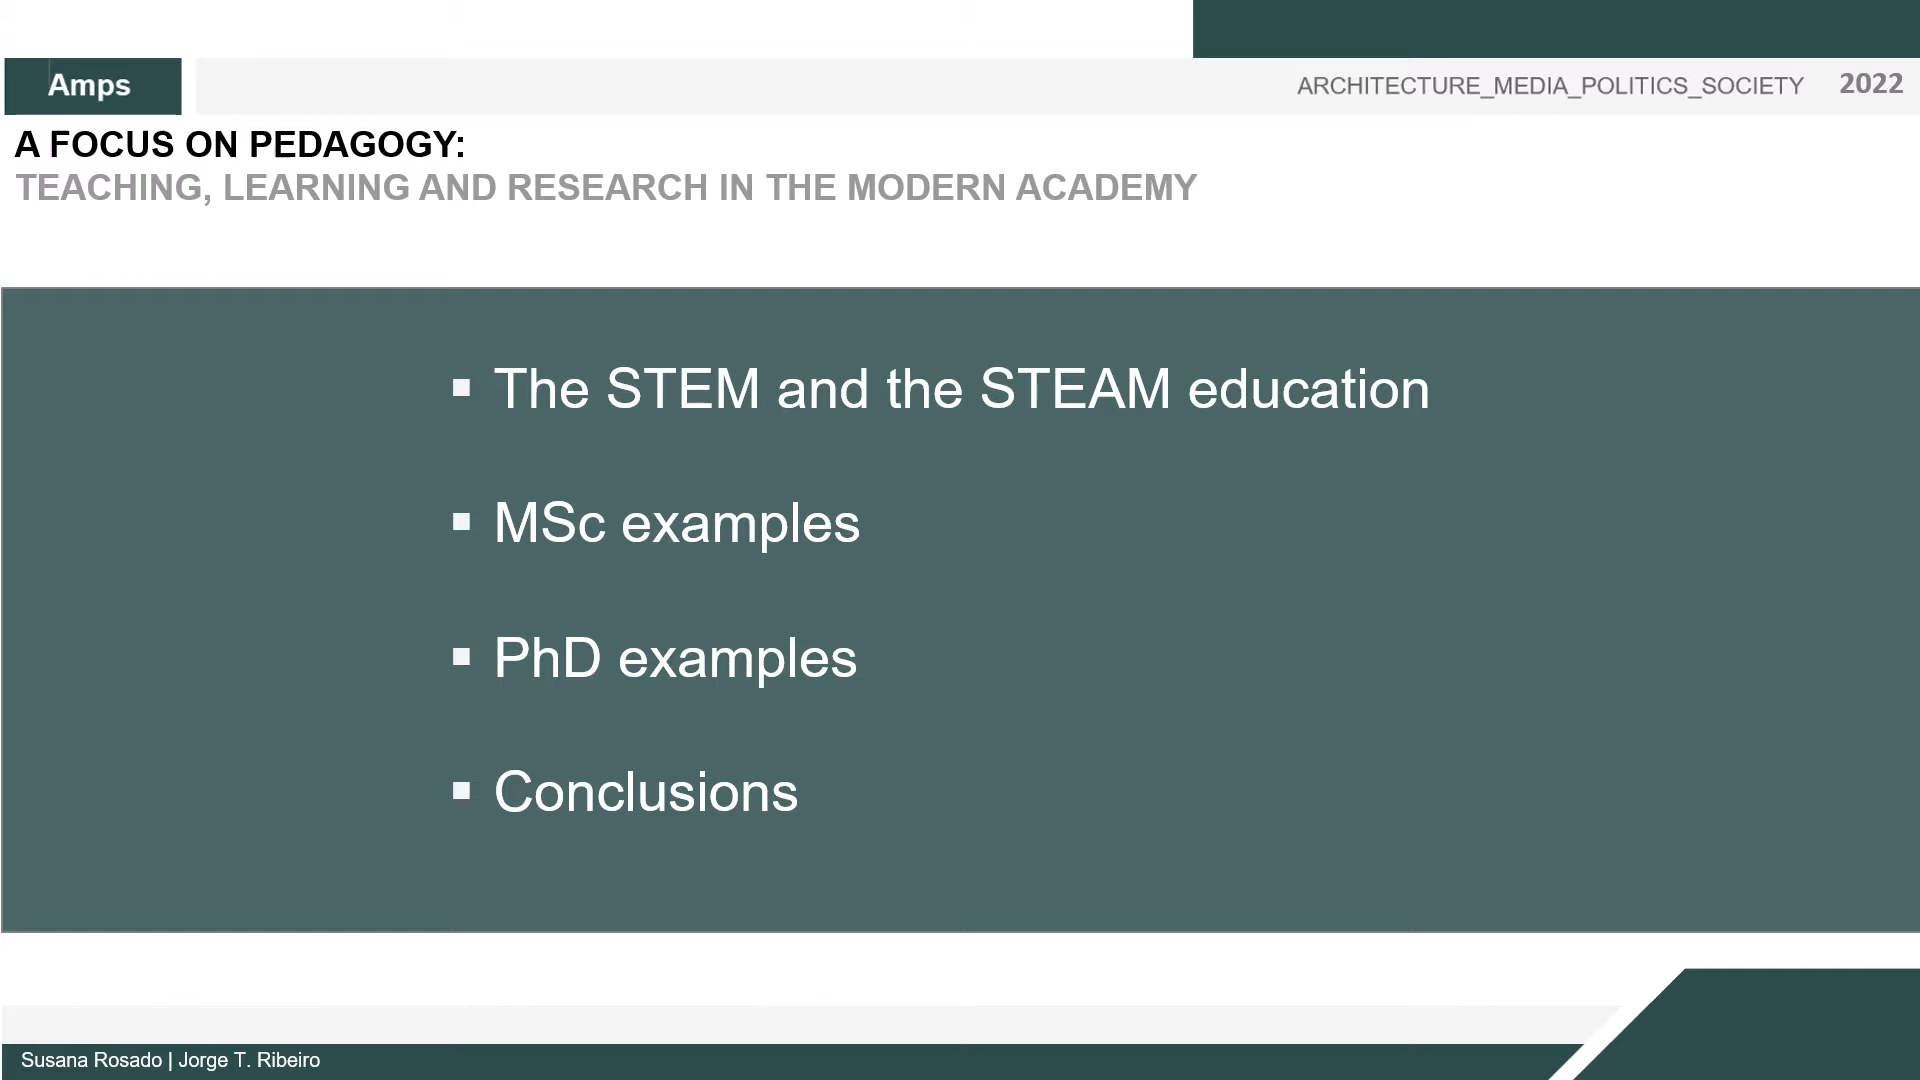 Amps
ARCHITECTURE_MEDIA_POLITICS_SOCIETY 2022
A FOCUS ON PEDAGOGY:
TEACHING, LEARNING AND RESEARCH IN THE MODERN ACADEMY
▪ The STEM and the STEAM education
▪ MSc examples
▪ PhD examples
▪ Conclusions
Susana Rosado | Jorge T. Ribeiro